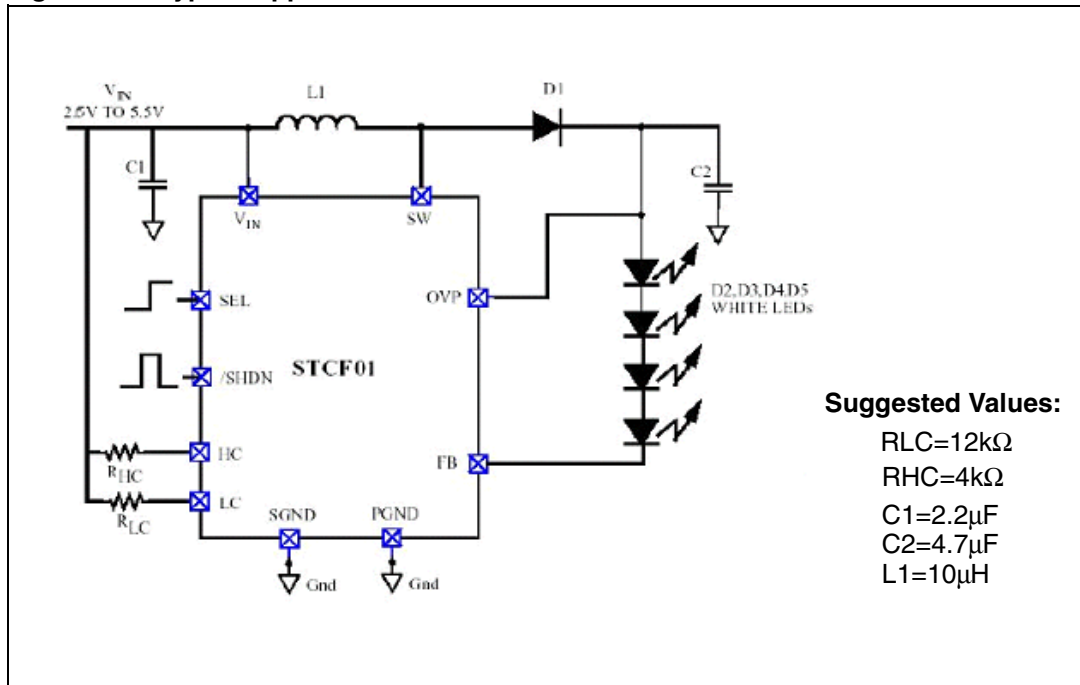 V_IN
2.5V TO 5.5V
L1
D1
C1
C2
V_IN
SW
SEL
OVP
D2,D3,D4,D5
WHITE LEDs
STCF01
/SHDN
HC
R_HC
FB
LC
R_LC
SGND
PGND
Gnd
Gnd
Suggested Values:
RLC=12kΩ
RHC=4kΩ
C1=2.2μF
C2=4.7μF
L1=10μH